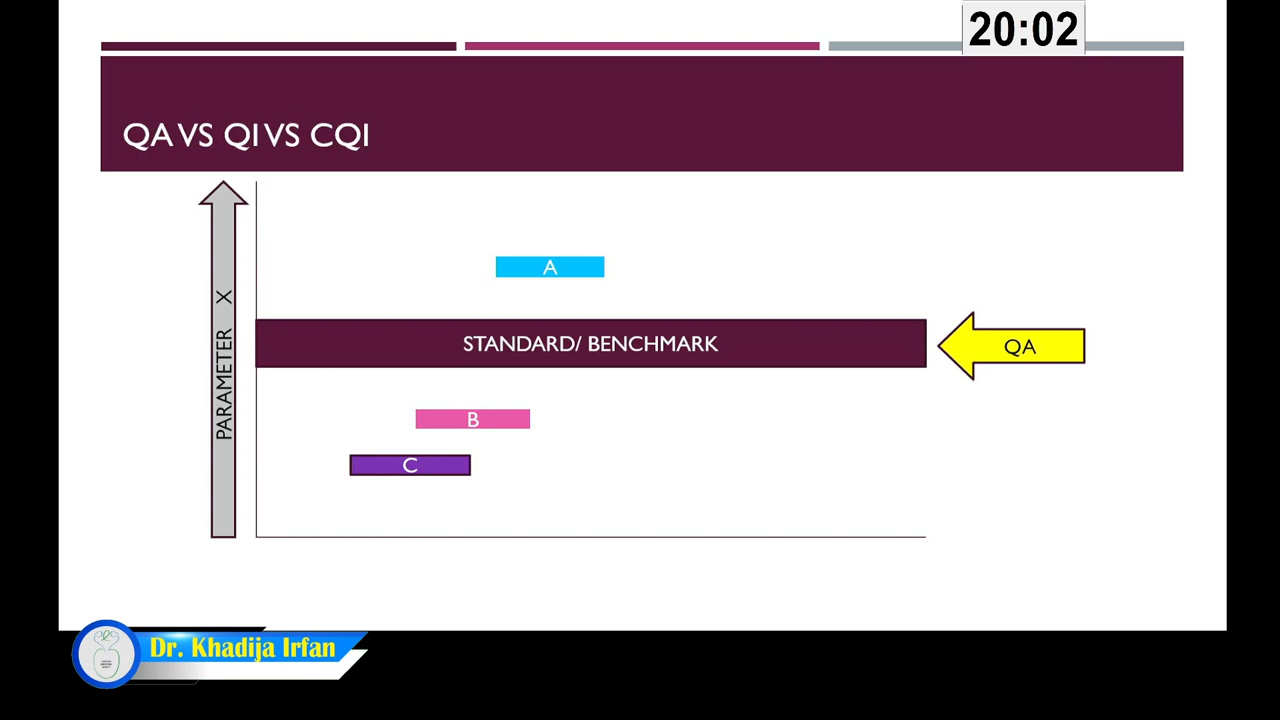 20:02
QA VS QI VS CQI
PARAMETER X
A
STANDARD/ BENCHMARK
QA
B
C
Dr. Khadija Irfan